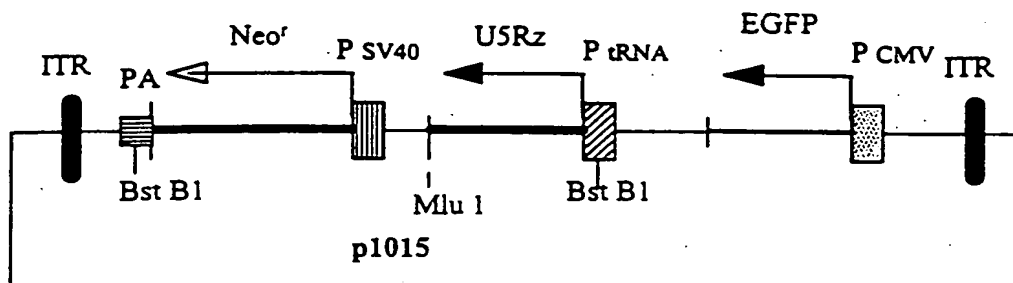 ITR PA Neoʳ P SV40 U5Rz P tRNA EGFP P CMV ITR
Bst B1 Mlu 1 Bst B1
p1015